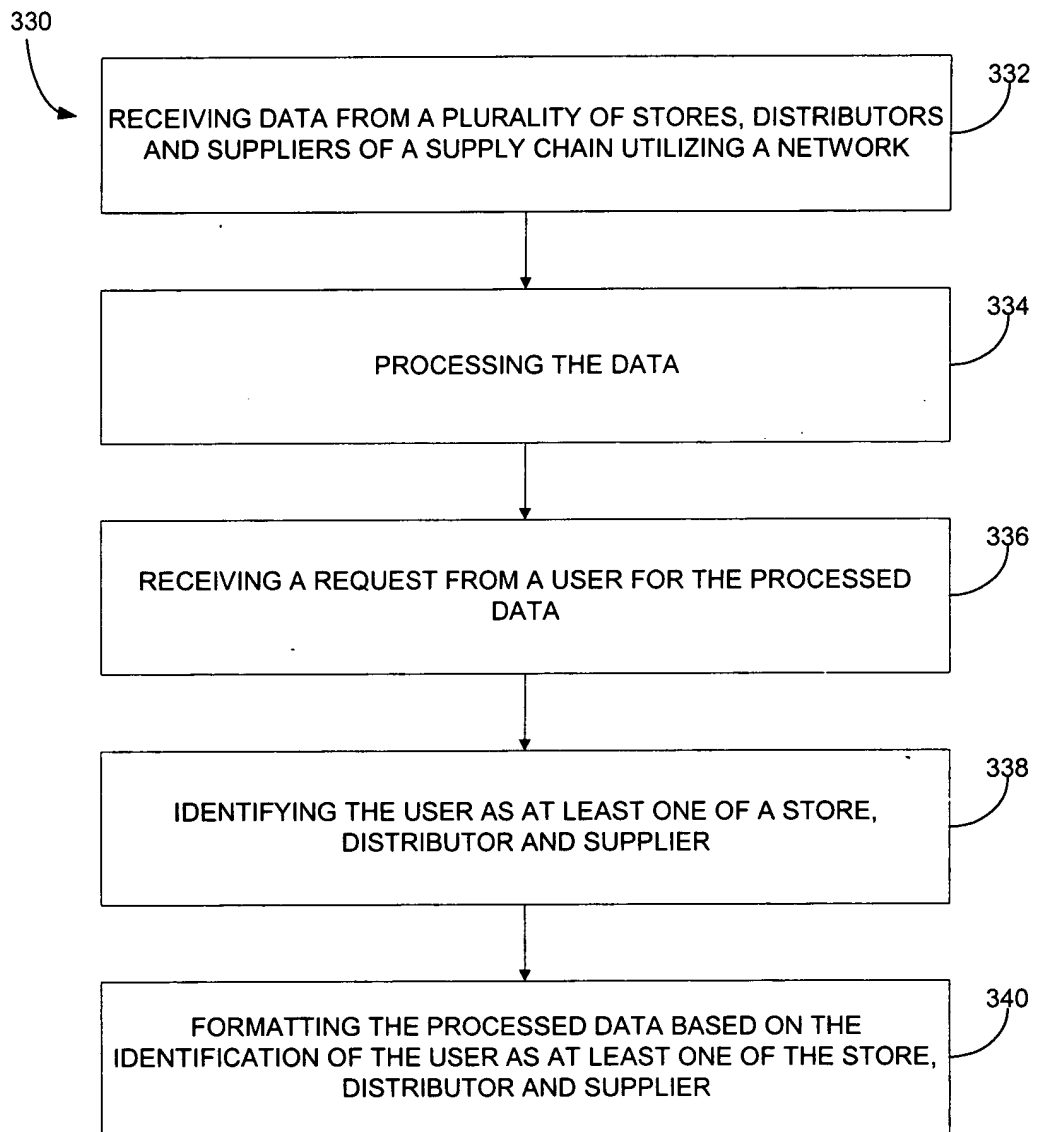 330
332
RECEIVING DATA FROM A PLURALITY OF STORES, DISTRIBUTORS
AND SUPPLIERS OF A SUPPLY CHAIN UTILIZING A NETWORK
334
PROCESSING THE DATA
336
RECEIVING A REQUEST FROM A USER FOR THE PROCESSED
DATA
338
IDENTIFYING THE USER AS AT LEAST ONE OF A STORE,
DISTRIBUTOR AND SUPPLIER
340
FORMATTING THE PROCESSED DATA BASED ON THE
IDENTIFICATION OF THE USER AS AT LEAST ONE OF THE STORE,
DISTRIBUTOR AND SUPPLIER